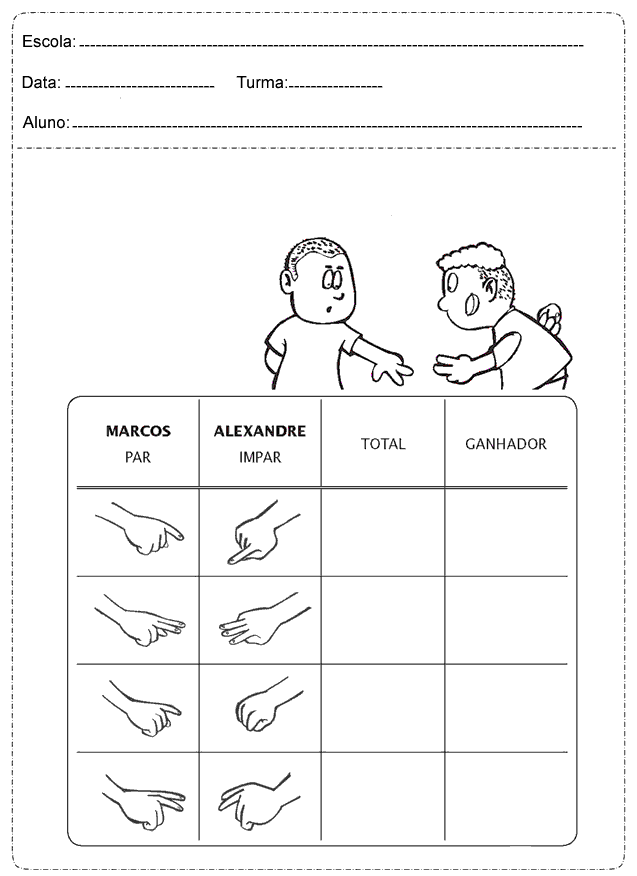 Escola:
Data: Turma:
Aluno:
MARCOS ALEXANDRE TOTAL GANHADOR
PAR IMPAR